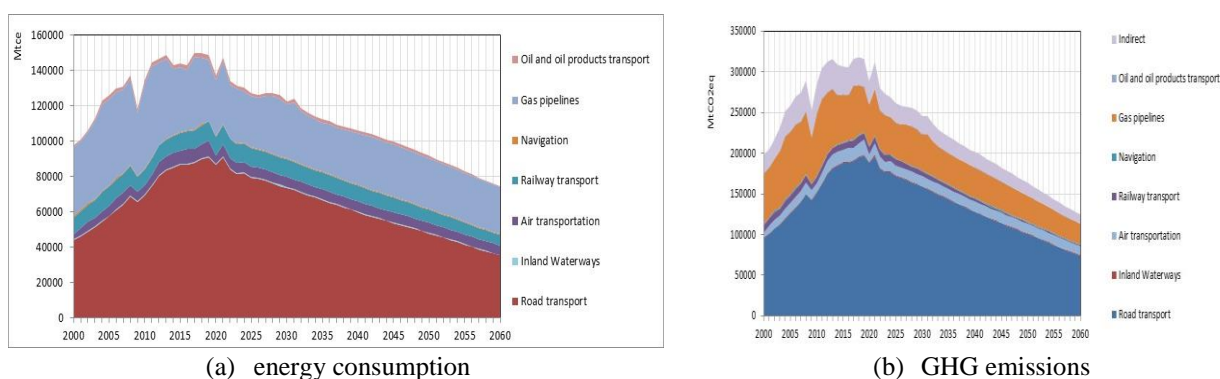 Mtce
160000
140000
120000
100000
80000
60000
40000
20000
0
2000 2005 2010 2015 2020 2025 2030 2035 2040 2045 2050 2055 2060
Oil and oil products transport
Gas pipelines
Navigation
Railway transport
Air transportation
Inland Waterways
Road transport
(a) energy consumption
MtCO2eq
350000
300000
250000
200000
150000
100000
50000
0
2000 2005 2010 2015 2020 2025 2030 2035 2040 2045 2050 2055 2060
Indirect
Oil and oil products transport
Gas pipelines
Navigation
Railway transport
Air transportation
Inland Waterways
Road transport
(b) GHG emissions